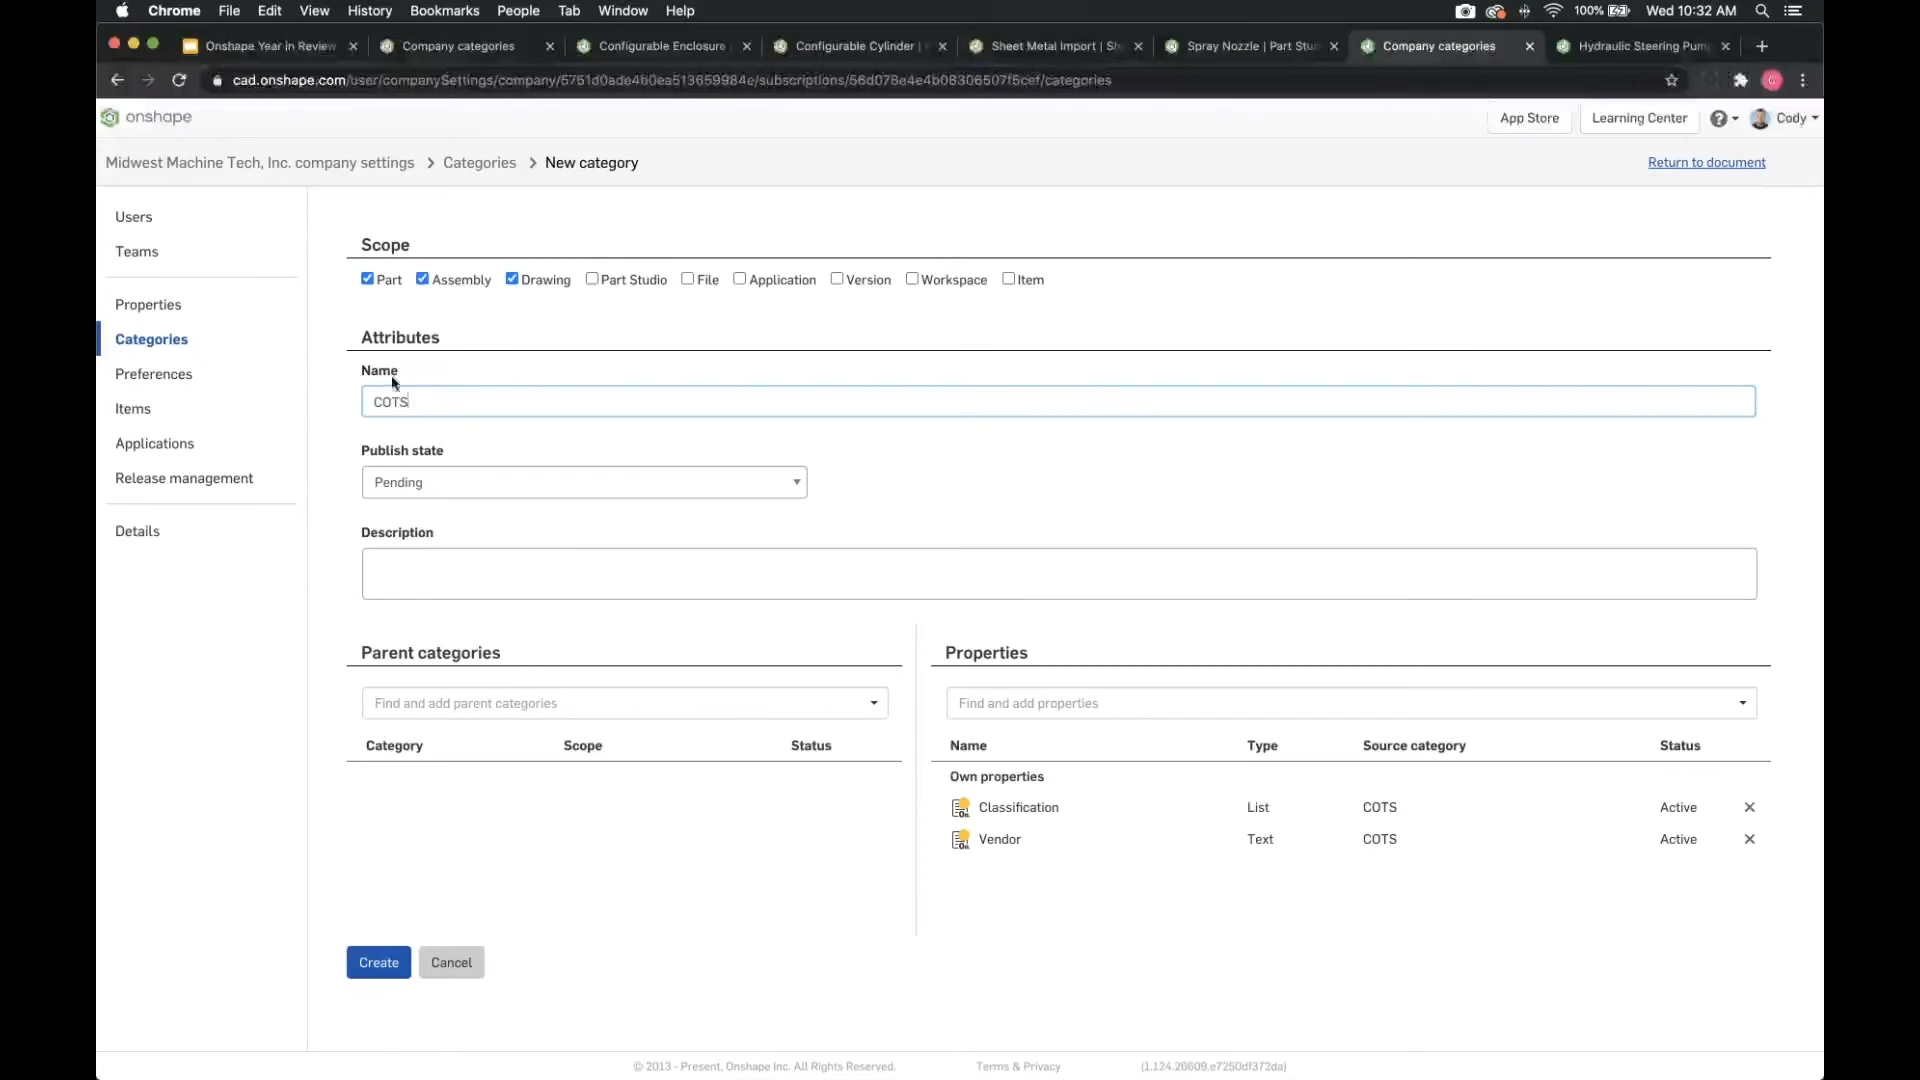 Chrome File Edit View History Bookmarks People Tab Window Help 100% Wed 10:32 AM
Onshape Year in Review Company categories Configurable Enclosure Configurable Cylinder Sheet Metal Import | Sh Spray Nozzle | Part Stu Company categories Hydraulic Steering Pum
cad.onshape.com/user/companySettings/company/5751d0ade4b0ea513659984e/subscriptions/56d078e4e4b08306507f5cef/categories
onshape App Store Learning Center Cody
Midwest Machine Tech, Inc. company settings > Categories > New category Return to document
Users
Teams
Properties
Categories
Preferences
Items
Applications
Release management
Details
Scope
Part Assembly Drawing Part Studio File Application Version Workspace Item
Attributes
Name
COTS
Publish state
Pending
Description
Parent categories
Find and add parent categories
Category Scope Status
Properties
Find and add properties
Name Type Source category Status
Own properties
Classification List COTS Active
Vendor Text COTS Active
Create Cancel
© 2013 - Present, Onshape Inc. All Rights Reserved. Terms & Privacy (1.124.26609.e7250df372da)